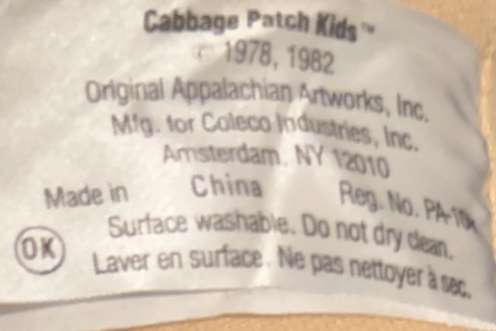 Cabbage Patch Kids™
© 1978, 1982
Original Appalachian Artworks, Inc.
Mfg. for Coleco Industries, Inc.
Amsterdam, NY 12010
Made in China Reg. No. PA-
Surface washable. Do not dry clean.
OK Laver en surface. Ne pas nettoyer à sec.